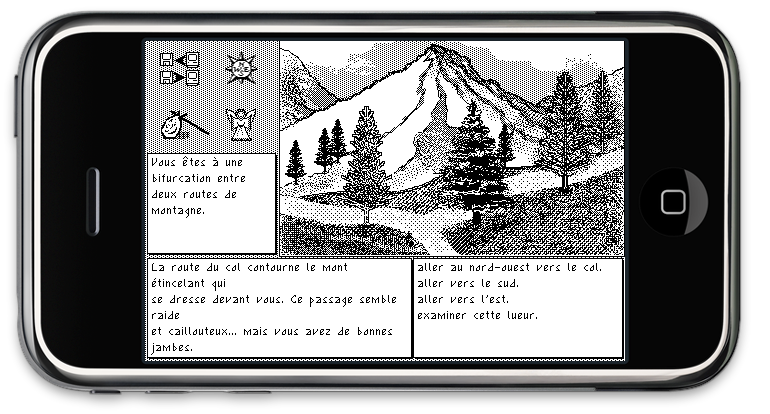 Vous êtes à une
bifurcation entre
deux routes de
montagne.
La route du col contourne le mont
étincelant qui
se dresse devant vous. Ce passage semble
raide
et caillouteux... mais vous avez de bonnes
jambes.
aller au nord-ouest vers le col.
aller vers le sud.
aller vers l'est.
examiner cette lueur.